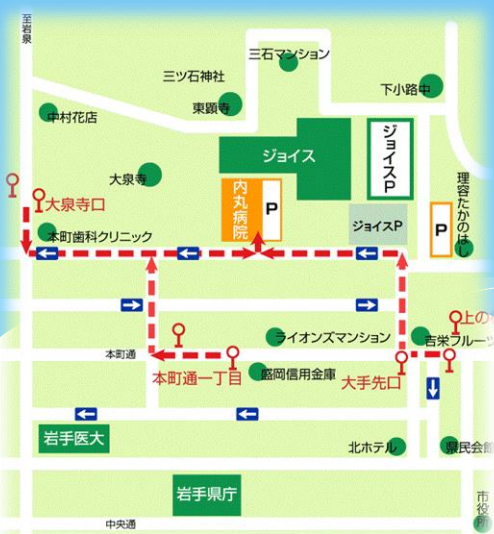 至岩泉
三石マンション
三ツ石神社
下小路中
東顕寺
中村花店
ジョイス
ジョイスP
大泉寺
理容たかのはし
内丸病院
P
大泉寺口
ジョイスP
P
本町歯科クリニック
上の
ライオンズマンション
吉栄フルーツ
本町通
本町通一丁目
盛岡信用金庫
大手先口
岩手医大
北ホテル
県民会館
岩手県庁
市役所
中央通